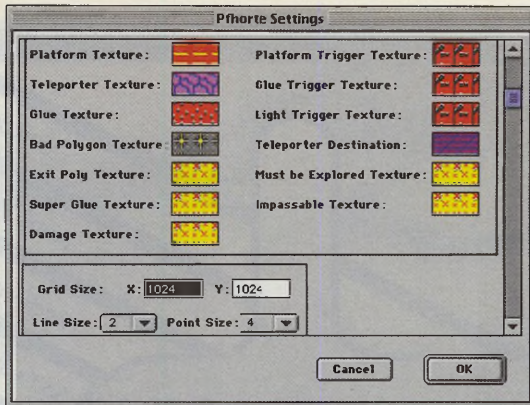 Pfhorte Settings
Platform Texture: Platform Trigger Texture:
Teleporter Texture: Glue Trigger Texture:
Glue Texture: Light Trigger Texture:
Bad Polygon Texture Teleporter Destination:
Exit Poly Texture: Must be Explored Texture:
Super Glue Texture: Impassable Texture:
Damage Texture:
Grid Size: X: 1024 Y: 1024
Line Size: 2 Point Size: 4
Cancel OK